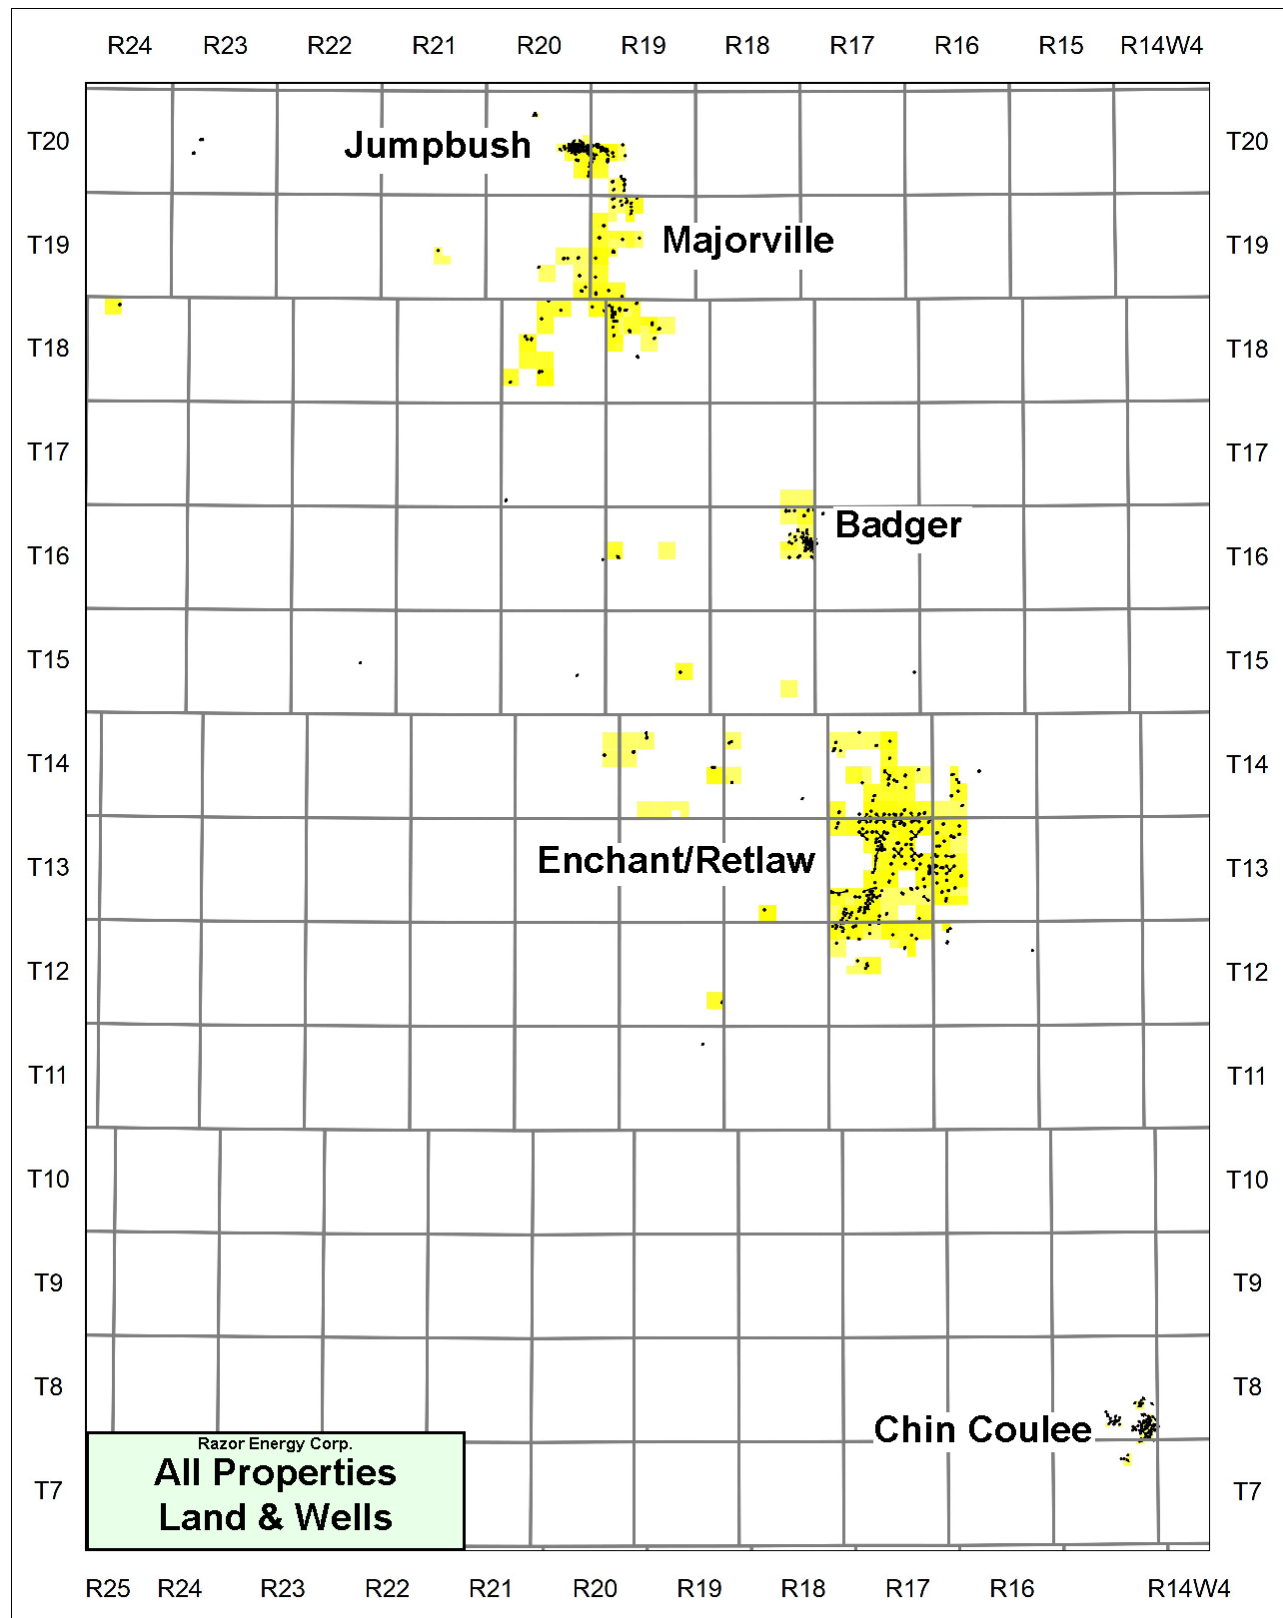 R24 R23 R22 R21 R20 R19 R18 R17 R16 R15 R14W4
T20 Jumpbush T20
T19 Majorville T19
T18 T18
T17 T17
Badger
T16 T16
T15 T15
T14 T14
Enchant/Retlaw
T13 T13
T12 T12
T11 T11
T10 T10
T9 T9
T8 T8
Chin Coulee
Razor Energy Corp.
All Properties
T7 T7
Land & Wells
R25 R24 R23 R22 R21 R20 R19 R18 R17 R16 R14W4